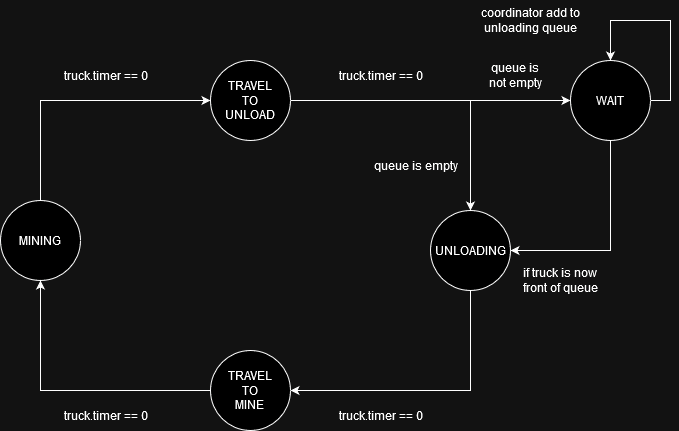 coordinator add to
unloading queue
truck.timer == 0
TRAVEL
TO
UNLOAD
truck.timer == 0
queue is
not empty
WAIT
queue is empty
MINING
UNLOADING
if truck is now
front of queue
TRAVEL
TO
MINE
truck.timer == 0
truck.timer == 0